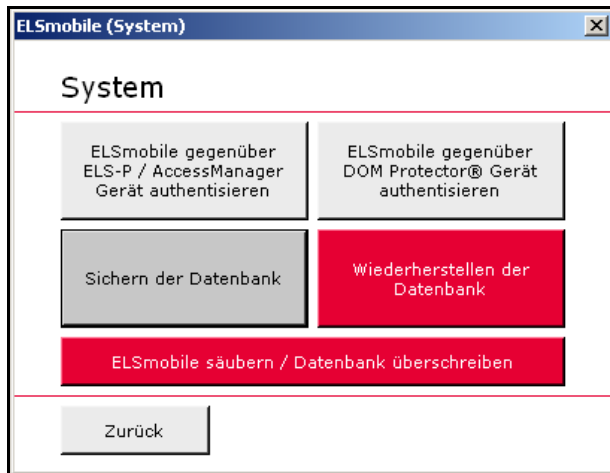 ELSmobile (System)
System
ELSmobile gegenüber
ELS-P / AccessManager
Gerät authentisieren
ELSmobile gegenüber
DOM Protector® Gerät
authentisieren
Sichern der Datenbank
Wiederherstellen der
Datenbank
ELSmobile säubern / Datenbank überschreiben
Zurück